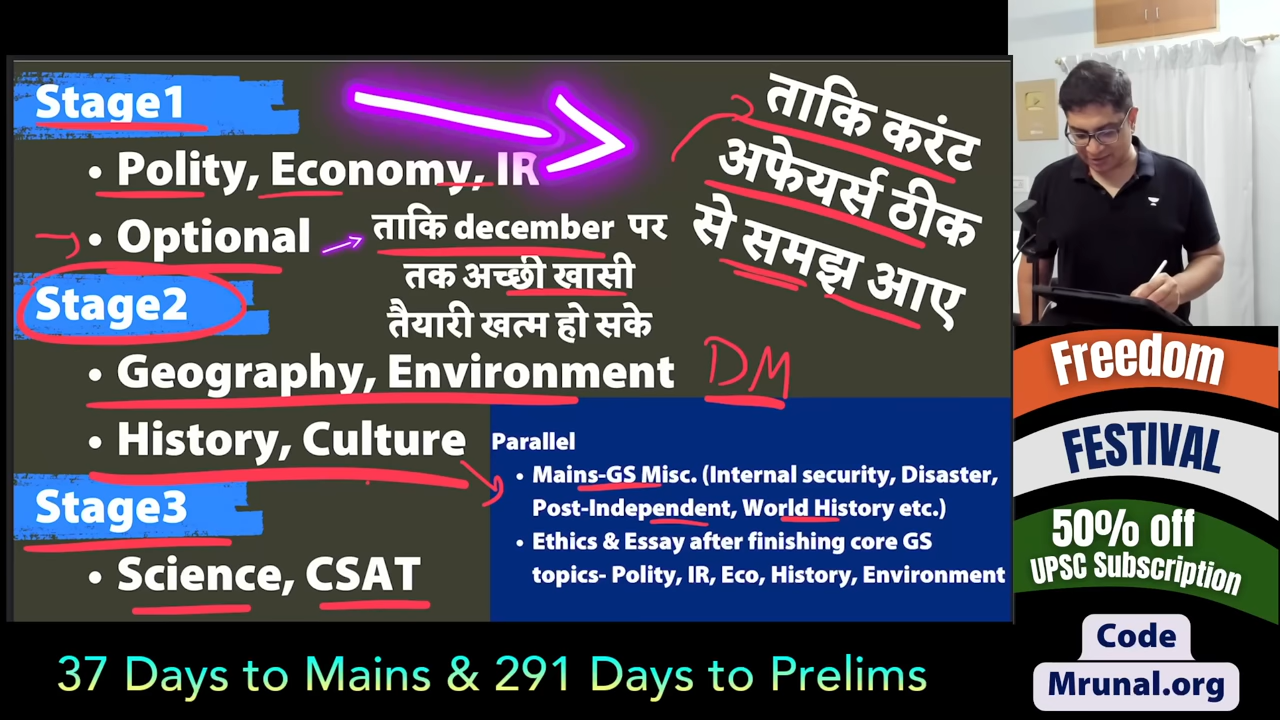 Stage1
• Polity, Economy, IR
• Optional
ताकि december पर
तक अच्छी खासी
तैयारी खत्म हो सके
ताकि करंट
अफेयर्स ठीक
से समझ आए
Stage2
• Geography, Environment
DM
• History, Culture
Stage3
• Science, CSAT
Parallel
• Mains-GS Misc. (Internal security, Disaster,
Post-Independent, World History etc.)
• Ethics & Essay after finishing core GS
topics- Polity, IR, Eco, History, Environment
Freedom
FESTIVAL
50% off
UPSC Subscription
Code
Mrunal.org
37 Days to Mains & 291 Days to Prelims